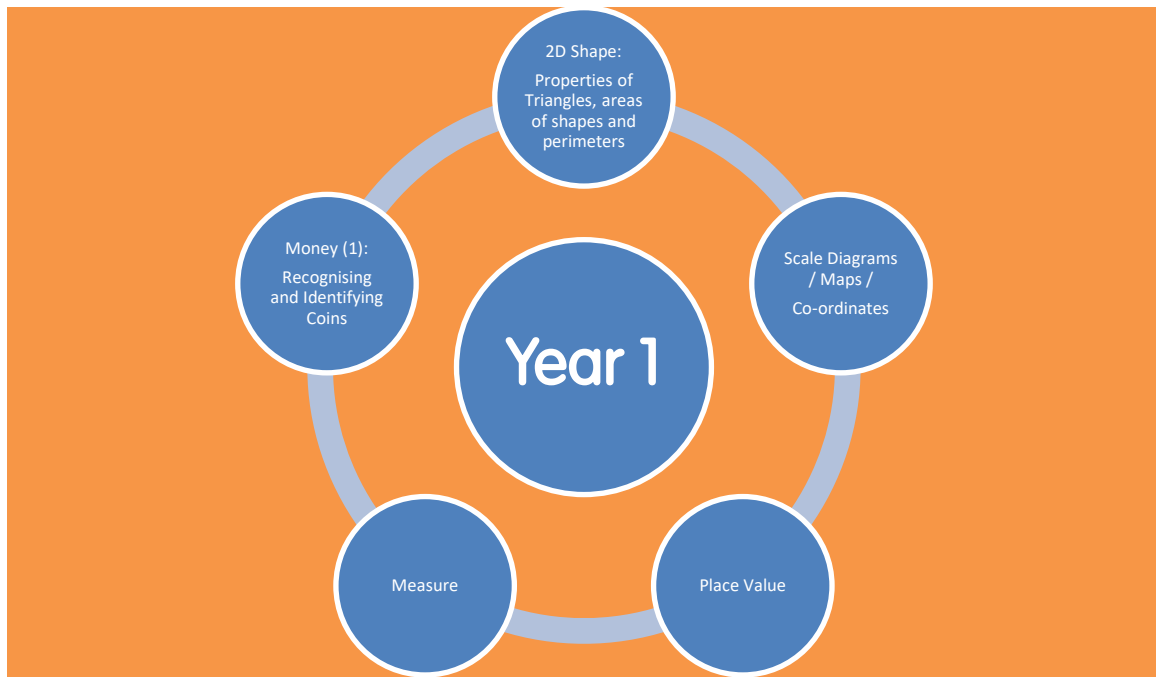 2D Shape:
Properties of
Triangles, areas
of shapes and
perimeters
Scale Diagrams
/ Maps /
Co-ordinates
Place Value
Measure
Money (1):
Recognising
and Identifying
Coins
Year 1